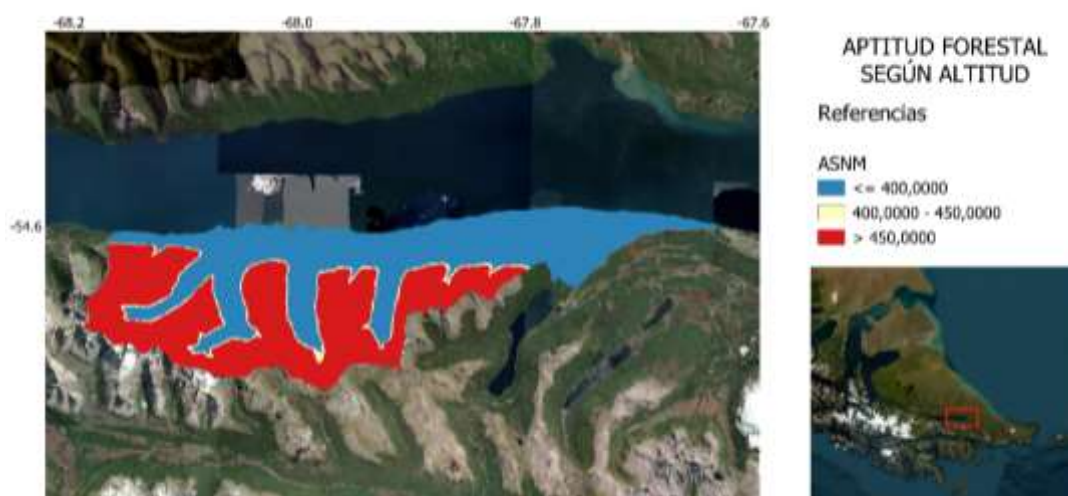 -68.2
-68.0
-67.8
-67.6
-54.6
APTITUD FORESTAL
SEGÚN ALTITUD
Referencias
ASNM
<= 400,0000
400,0000 - 450,0000
> 450,0000